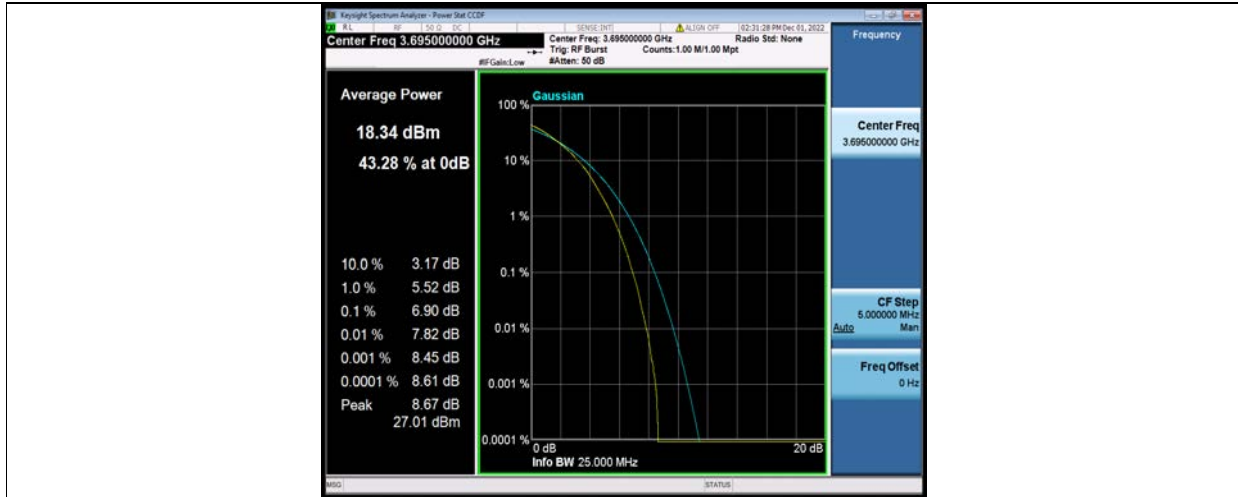 Keysight Spectrum Analyzer - Power Stat CCDF
RL RF 50 Ω DC SENSE:INT ALIGN OFF 02:31:28 PM Dec 01, 2022
Center Freq 3.695000000 GHz
Center Freq: 3.695000000 GHz Radio Std: None
Trig: RF Burst Counts:1.00 M/1.00 Mpt
#IFGain:Low #Atten: 50 dB
Frequency
Average Power
18.34 dBm
43.28 % at 0dB
10.0 % 3.17 dB
1.0 % 5.52 dB
0.1 % 6.90 dB
0.01 % 7.82 dB
0.001 % 8.45 dB
0.0001 % 8.61 dB
Peak 8.67 dB
27.01 dBm
Gaussian
100 %
10 %
1 %
0.1 %
0.01 %
0.001 %
0.0001 %
0 dB 20 dB
Info BW 25.000 MHz
Center Freq
3.695000000 GHz
CF Step
5.000000 MHz
Auto Man
Freq Offset
0 Hz
MSG STATUS